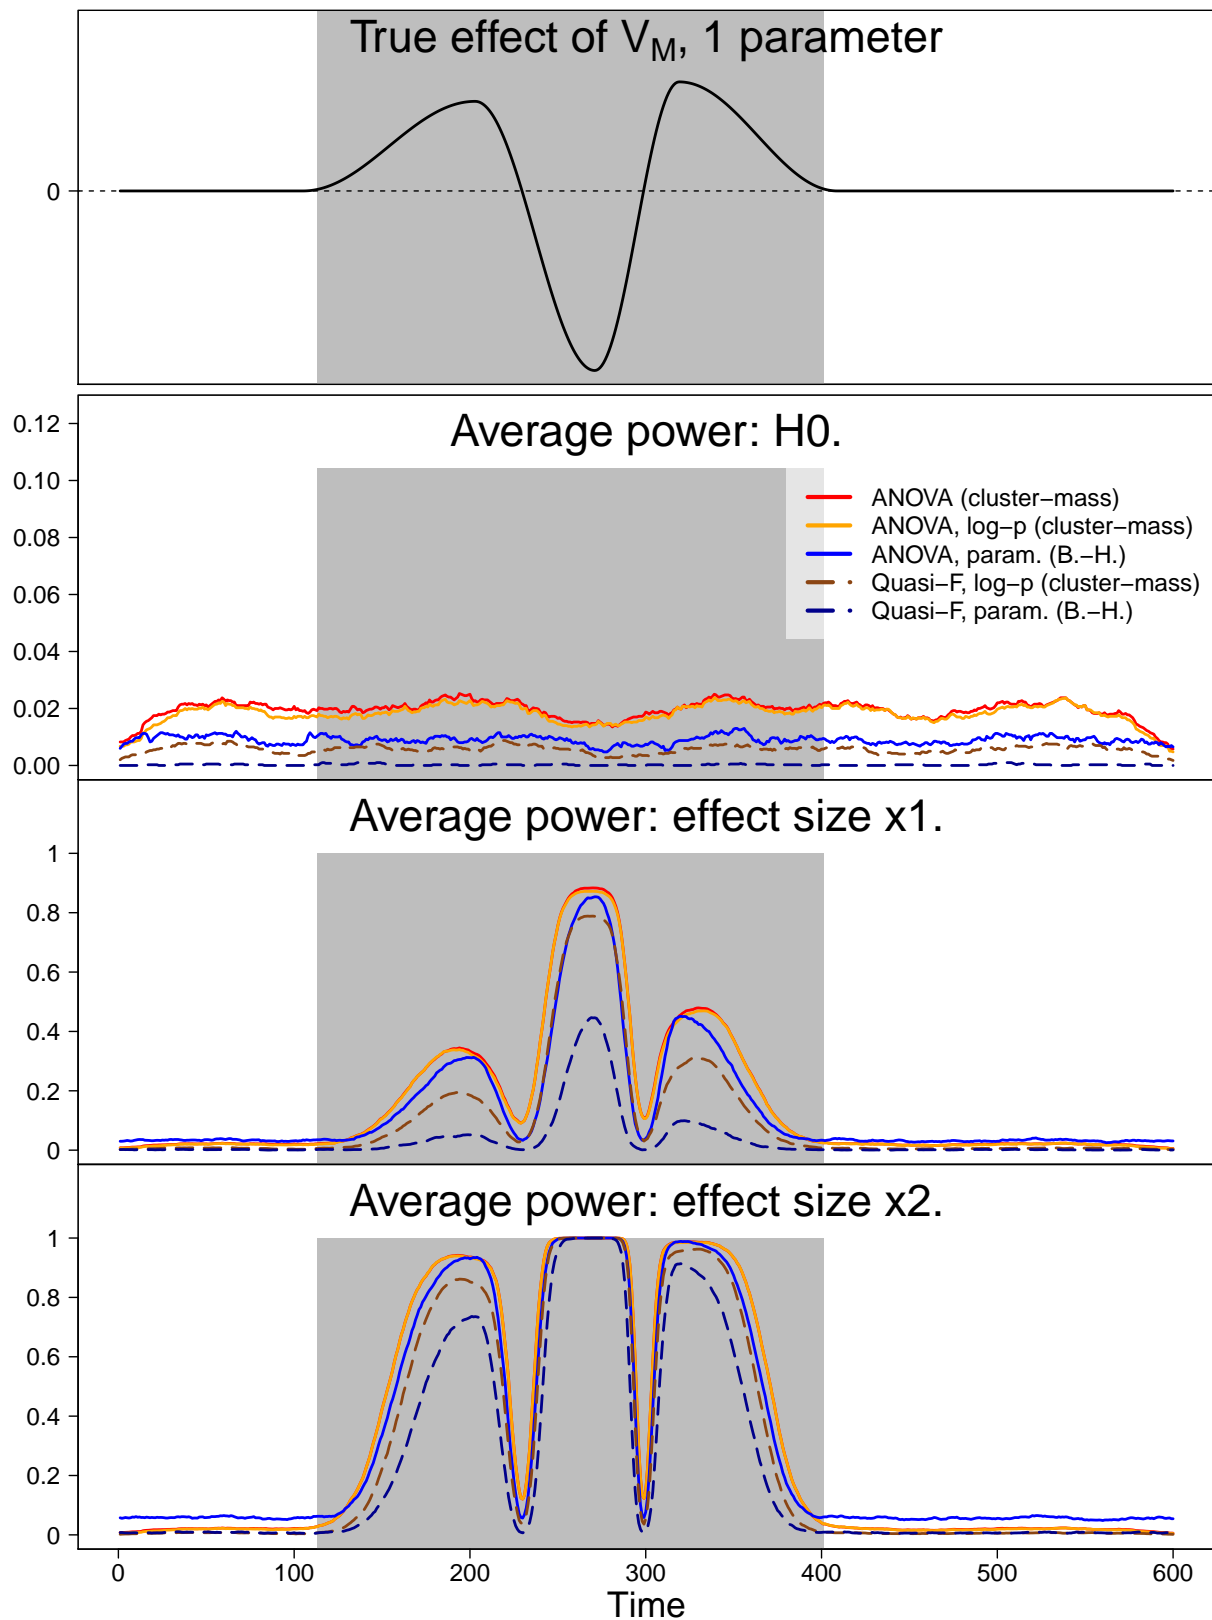 True effect of V_M, 1 parameter
0
Average power: H0.
0.12
0.10
0.08
0.06
0.04
0.02
0.00
ANOVA (cluster−mass)
ANOVA, log−p (cluster−mass)
ANOVA, param. (B.−H.)
Quasi−F, log−p (cluster−mass)
Quasi−F, param. (B.−H.)
Average power: effect size x1.
1
0.8
0.6
0.4
0.2
0
Average power: effect size x2.
1
0.8
0.6
0.4
0.2
0
0 100 200 300 400 500 600
Time